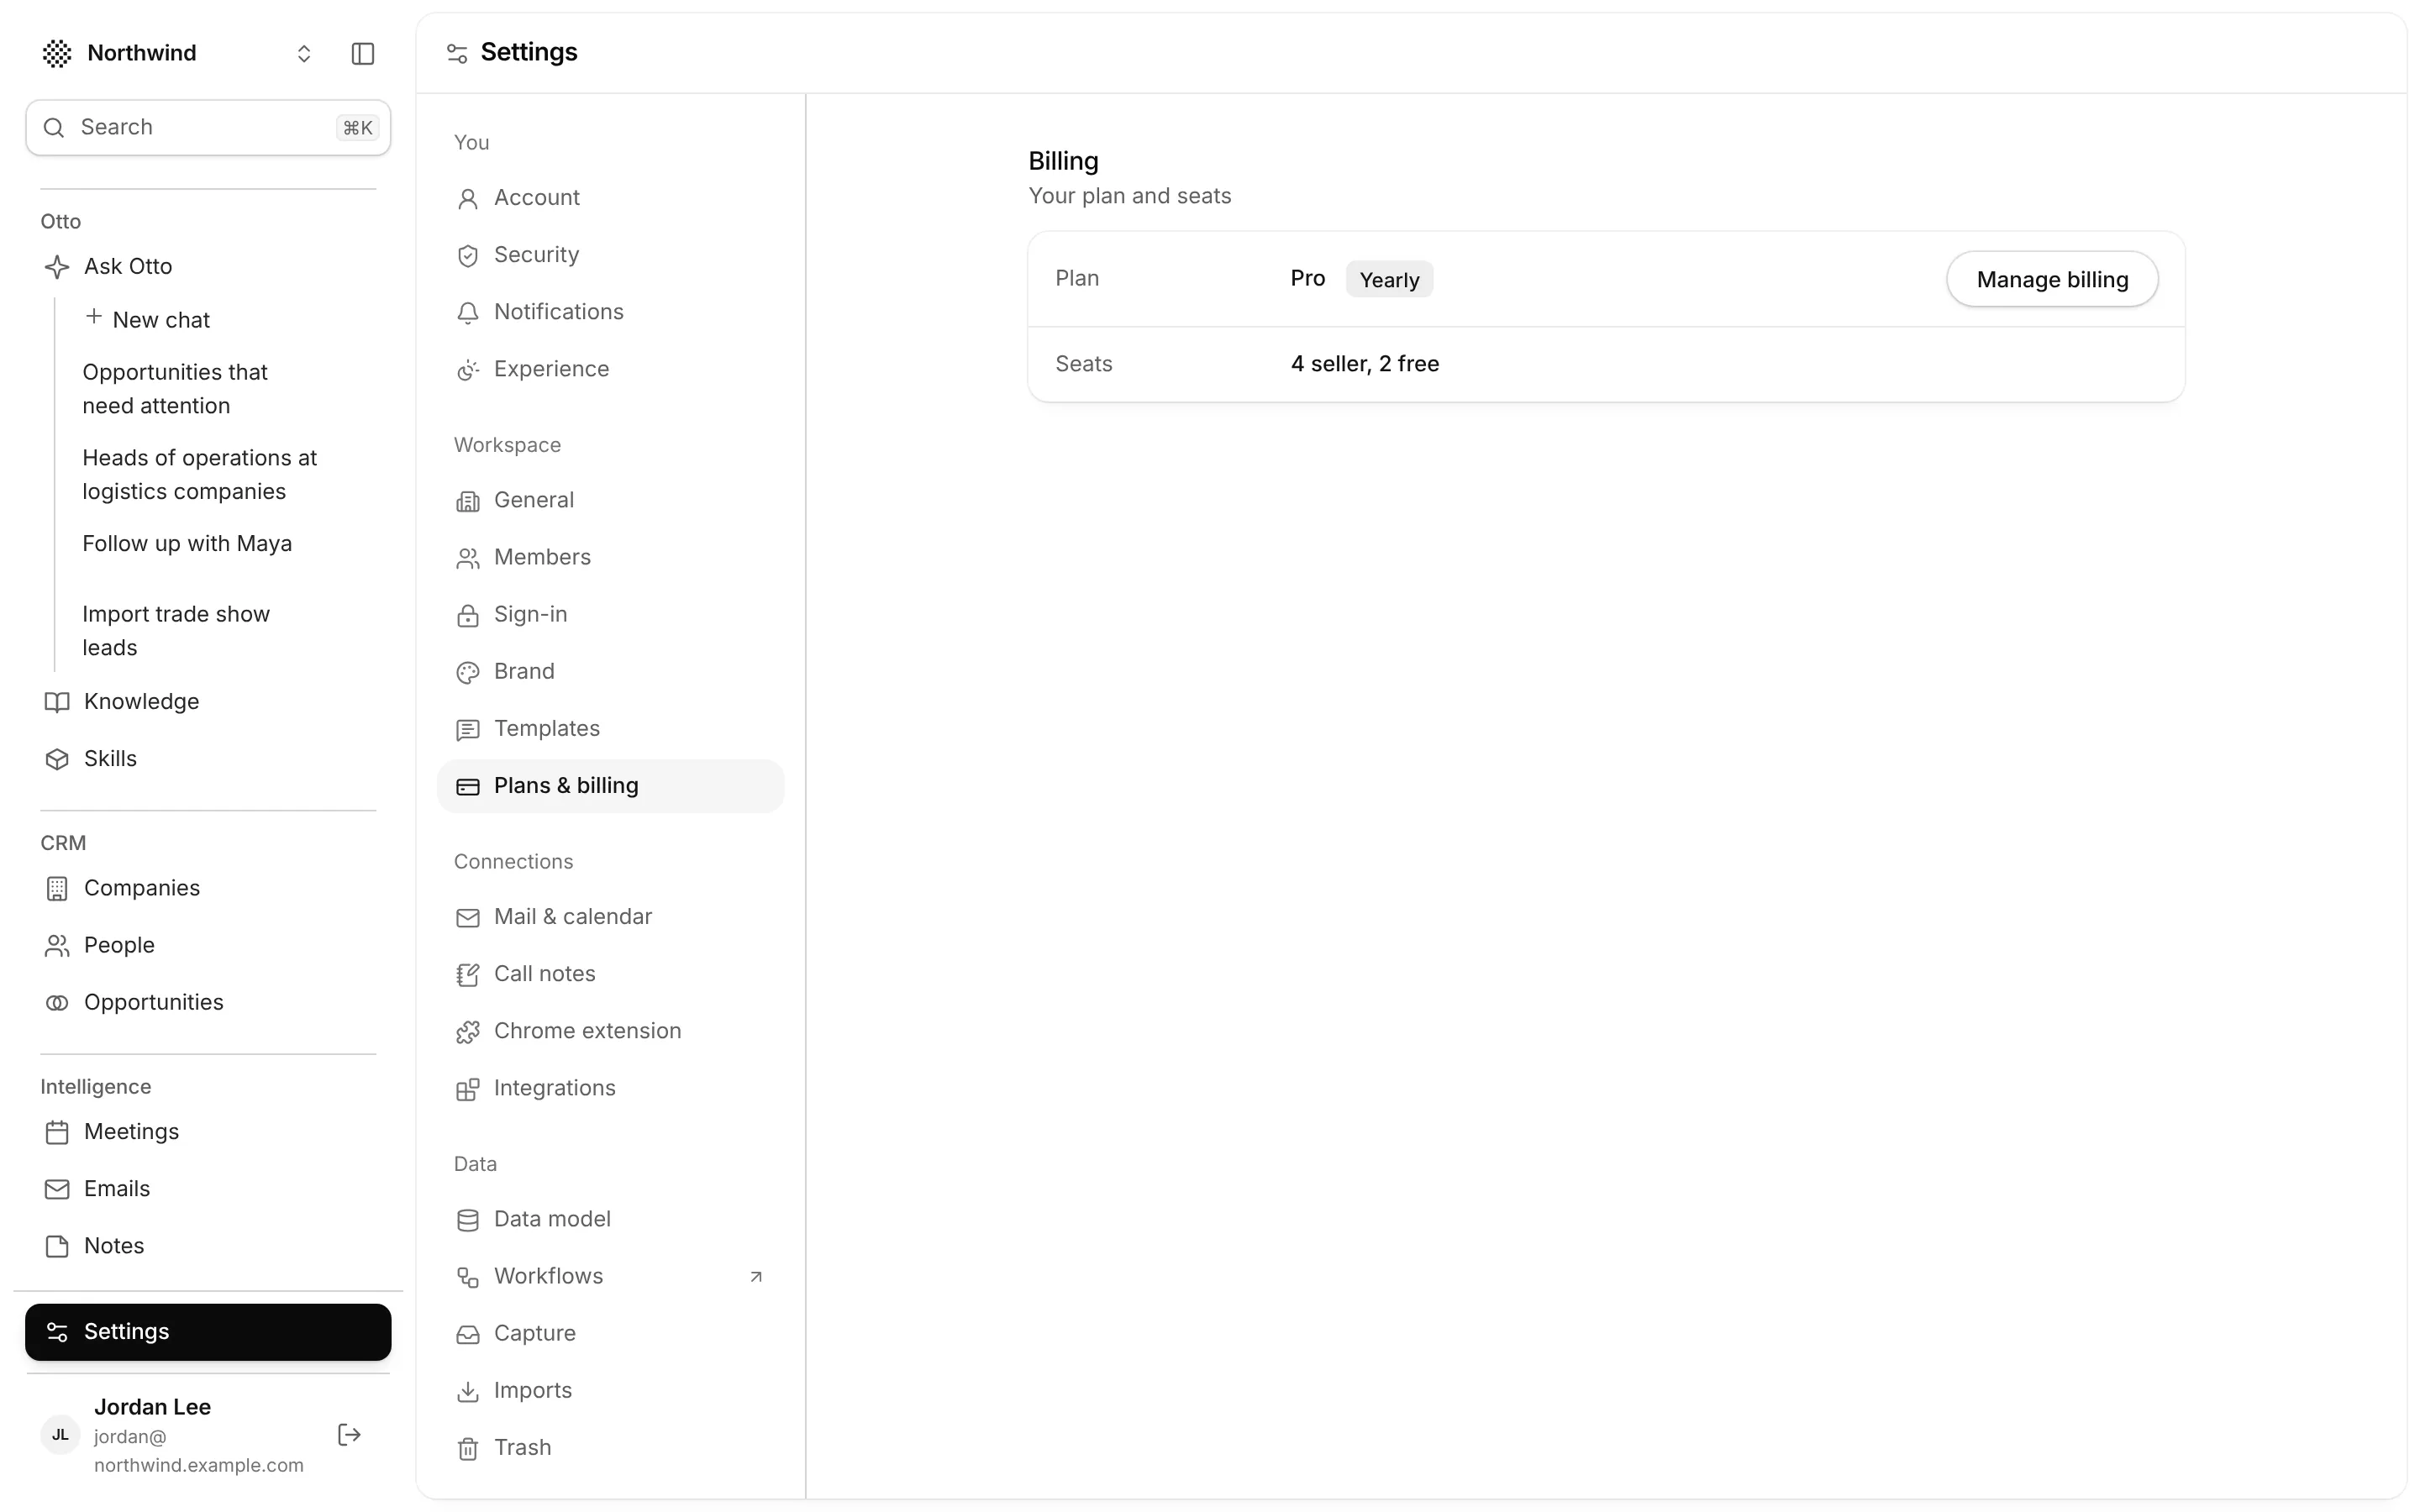 Northwind
Search
⌘K
Otto
Ask Otto
New chat
Opportunities that
need attention
Heads of operations at
logistics companies
Follow up with Maya
Import trade show
leads
Knowledge
Skills
CRM
Companies
People
Opportunities
Intelligence
Meetings
Emails
Notes
Settings
JL
Jordan Lee
jordan@
northwind.example.com
Settings
You
Account
Security
Notifications
Experience
Workspace
General
Members
Sign-in
Brand
Templates
Plans & billing
Connections
Mail & calendar
Call notes
Chrome extension
Integrations
Data
Data model
Workflows
Capture
Imports
Trash
Billing
Your plan and seats
Plan Pro Yearly Manage billing
Seats 4 seller, 2 free